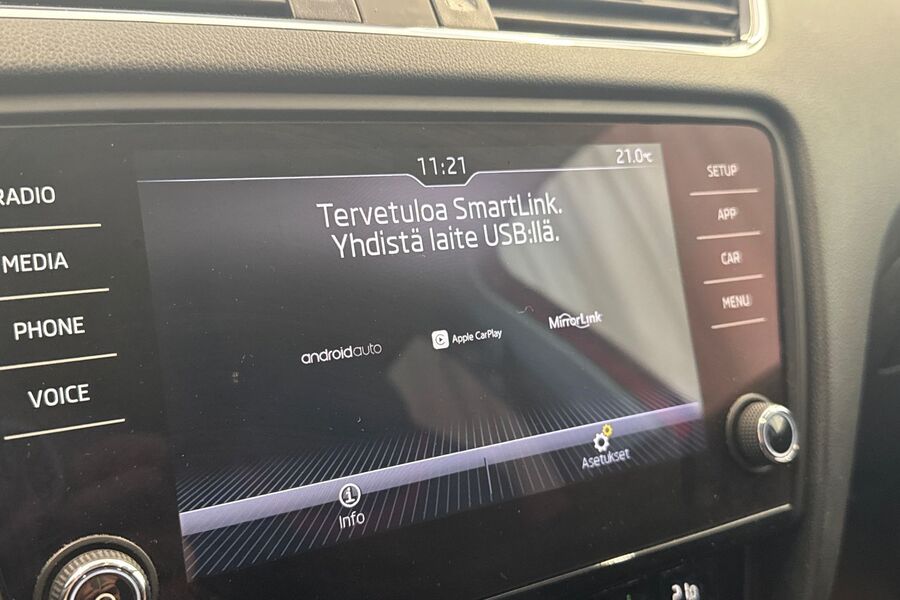 11:21
21.0°C
RADIO
MEDIA
PHONE
VOICE
Tervetuloa SmartLink.
Yhdistä laite USB:llä.
androidauto
Apple CarPlay
MirrorLink
Info
Asetukset
SETUP
APP
CAR
MENU